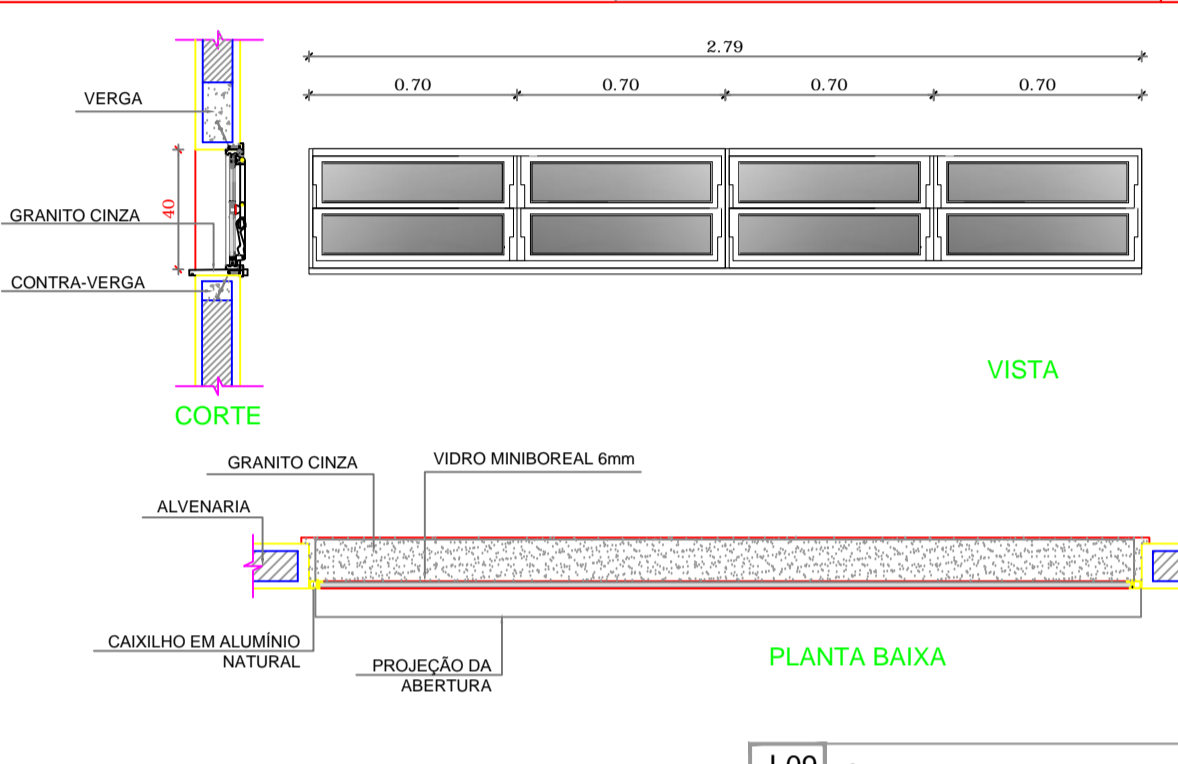 2.79
0.70 0.70 0.70 0.70
VERGA
40
GRANITO CINZA
CONTRA-VERGA
VISTA
CORTE
GRANITO CINZA
VIDRO MINIBOREAL 6mm
ALVENARIA
CAIXILHO EM ALUMÍNIO
NATURAL
PROJEÇÃO DA
ABERTURA
PLANTA BAIXA
J 09